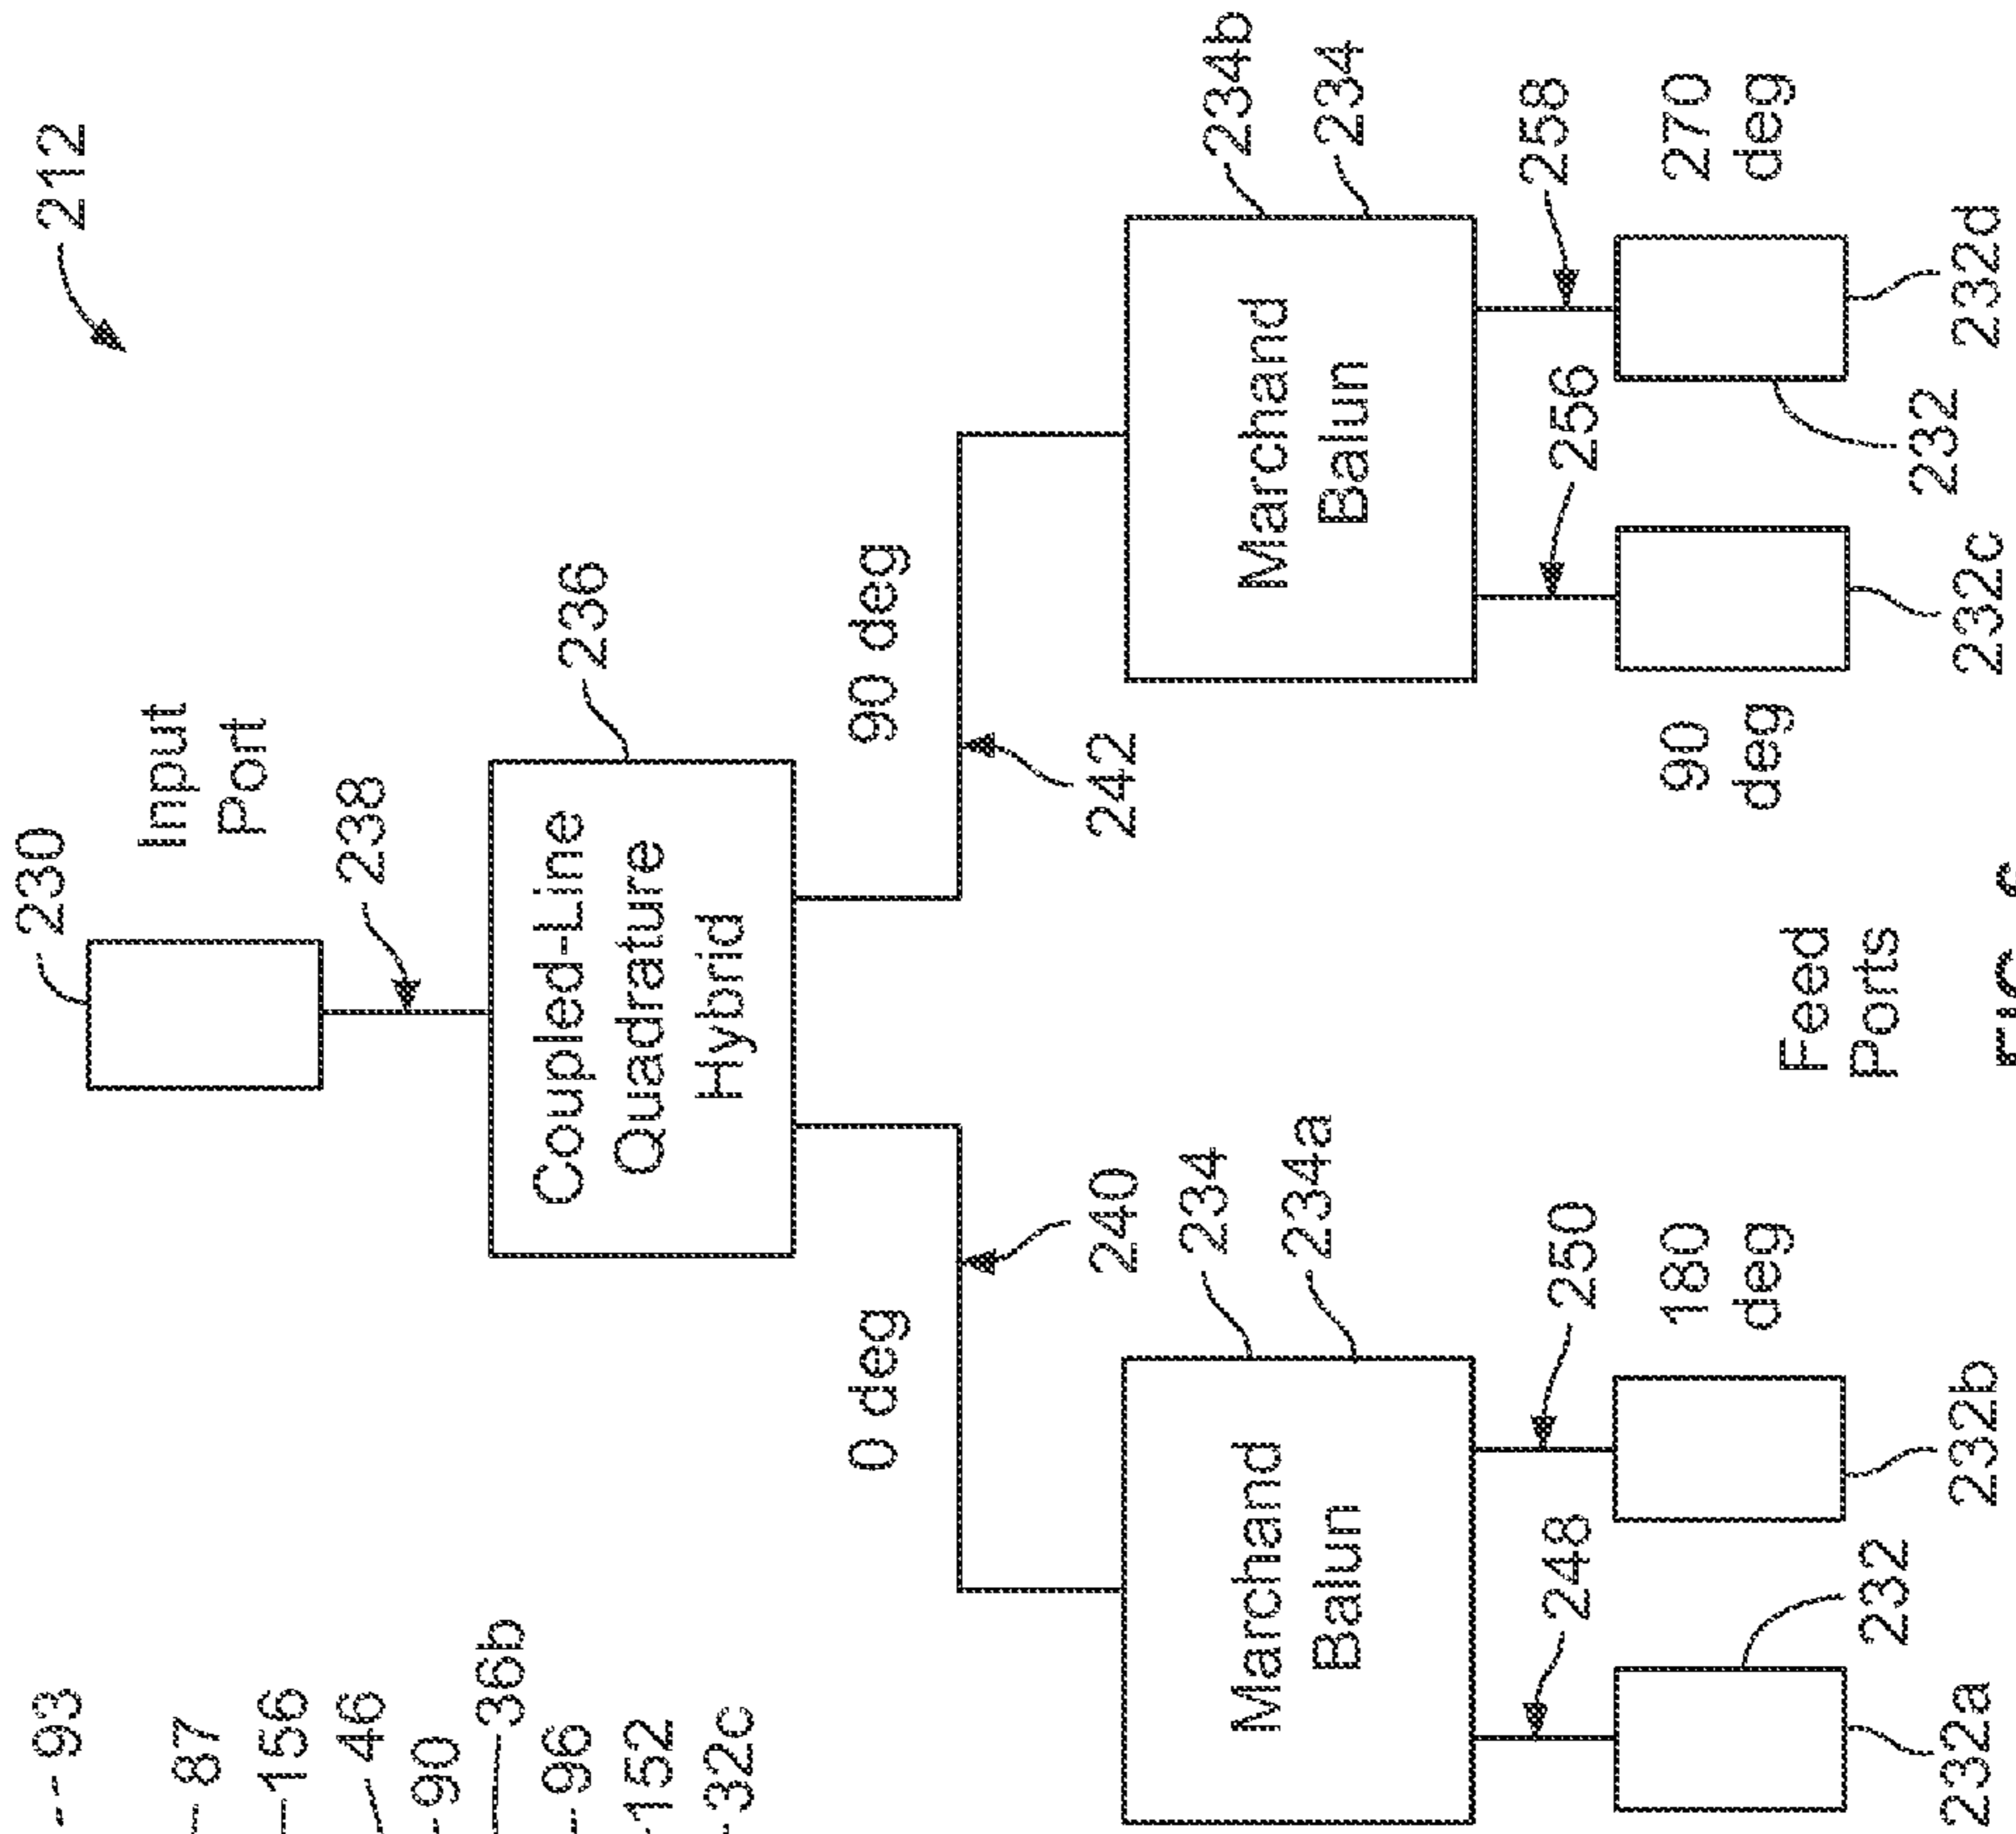 212
230
Input
Port
238
236
Coupled-Line
Quadrature
Hybrid
0 deg
90 deg
240
242
234
234a
Marchand
Balun
234b
234
Marchand
Balun
248
250
180
deg
256
258
270
deg
90
deg
232
232a
232b
232
232c
232d
Feed
Ports
93
87
156
46
90
36b
96
152
32c